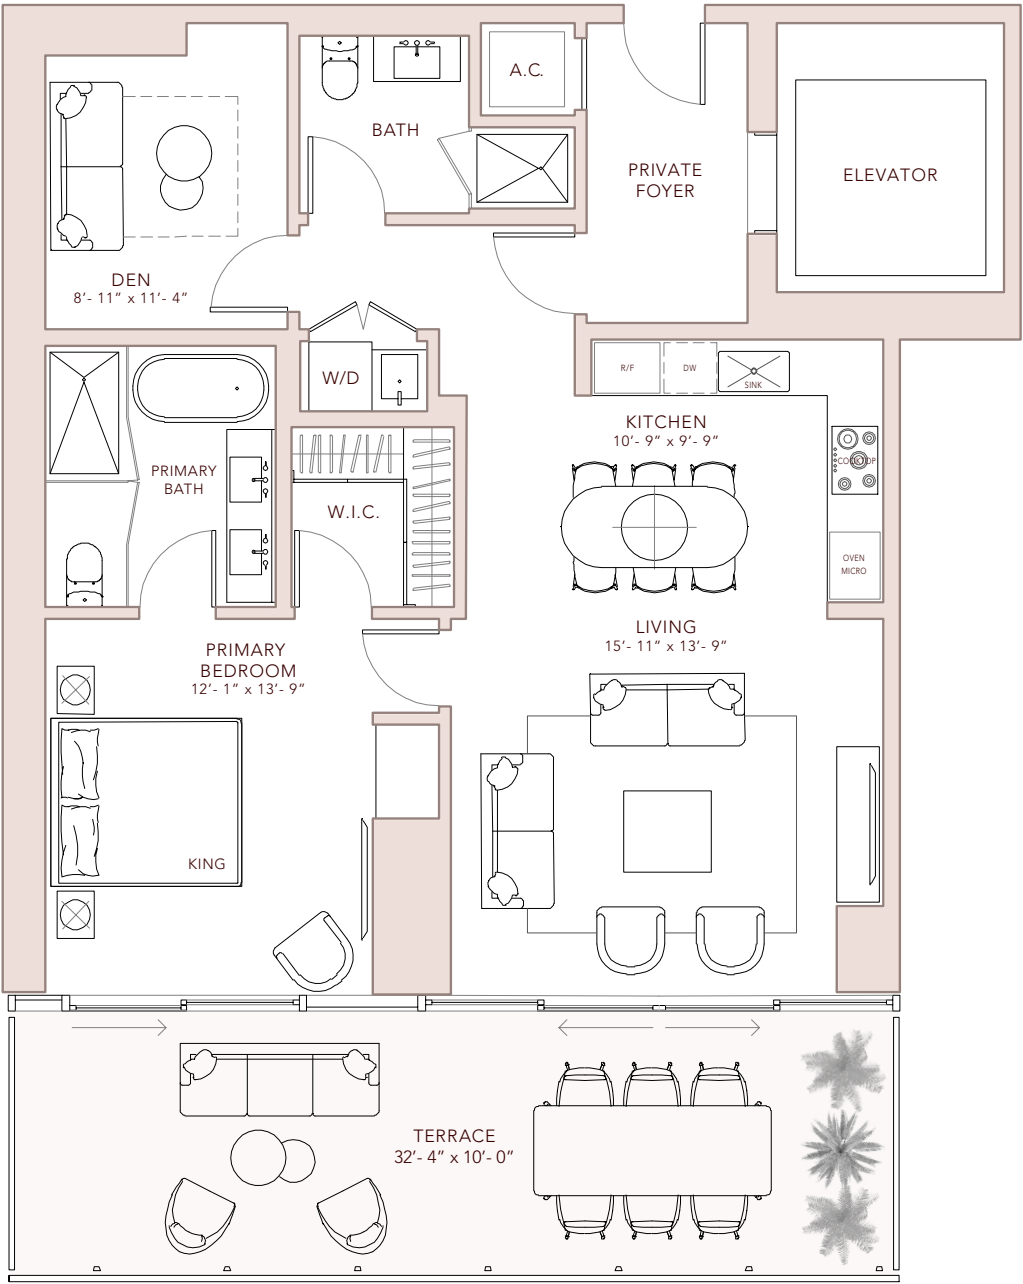 A.C.
BATH
PRIVATE
FOYER
ELEVATOR
DEN
8’- 11” x 11’- 4”
W/D
R/F
DW
SINK
KITCHEN
10’- 9” x 9’- 9”
COOKTOP
PRIMARY
BATH
W.I.C.
OVEN
MICRO
LIVING
15’- 11” x 13’- 9”
PRIMARY
BEDROOM
12’- 1” x 13’- 9”
KING
TERRACE
32’- 4” x 10’- 0”